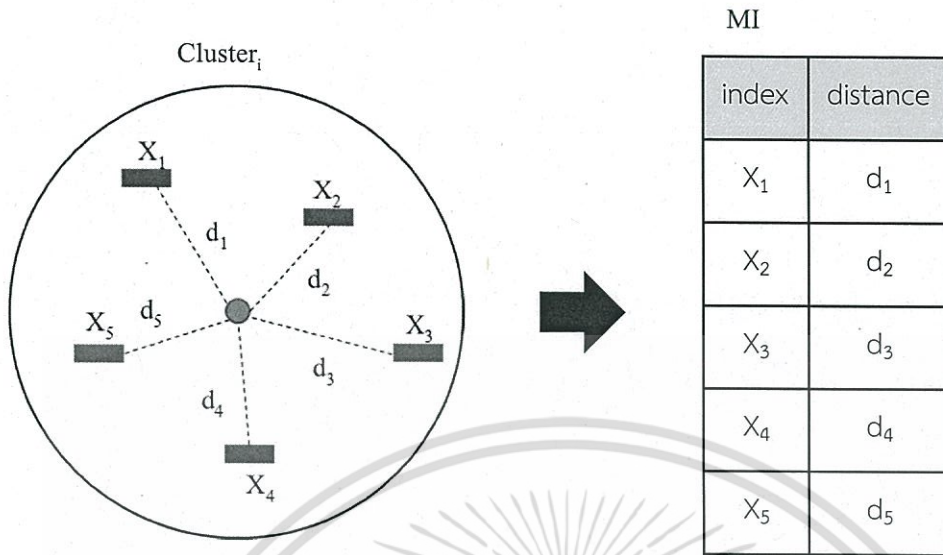 MI
Cluster_i
X_1
X_2
d_1
d_2
X_5
d_5
X_3
d_3
d_4
X_4
index distance
X_1 d_1
X_2 d_2
X_3 d_3
X_4 d_4
X_5 d_5